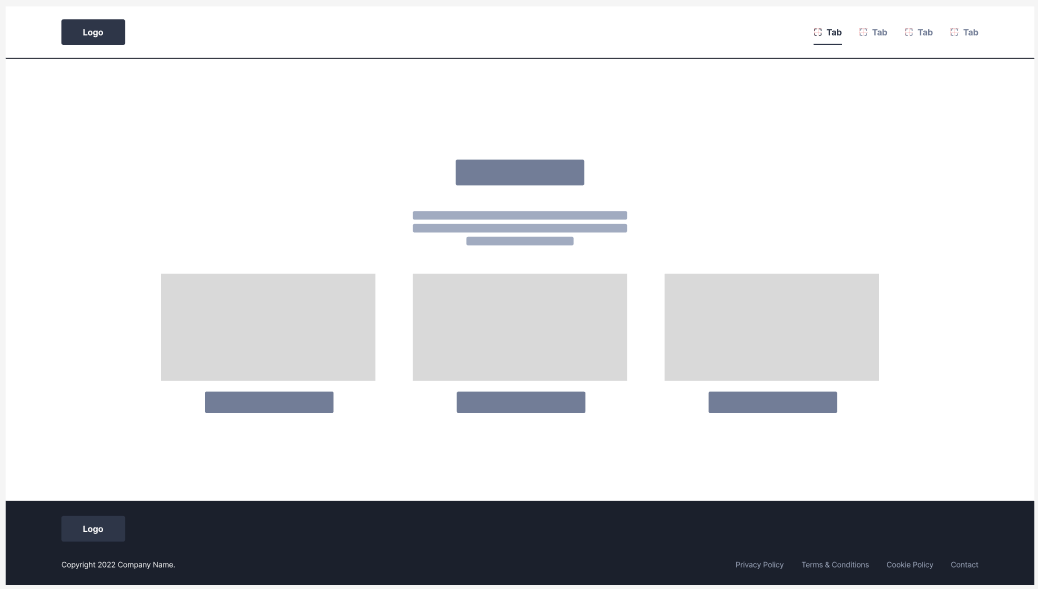 Logo
Tab Tab Tab Tab
Logo
Copyright 2022 Company Name.
Privacy Policy Terms & Conditions Cookie Policy Contact